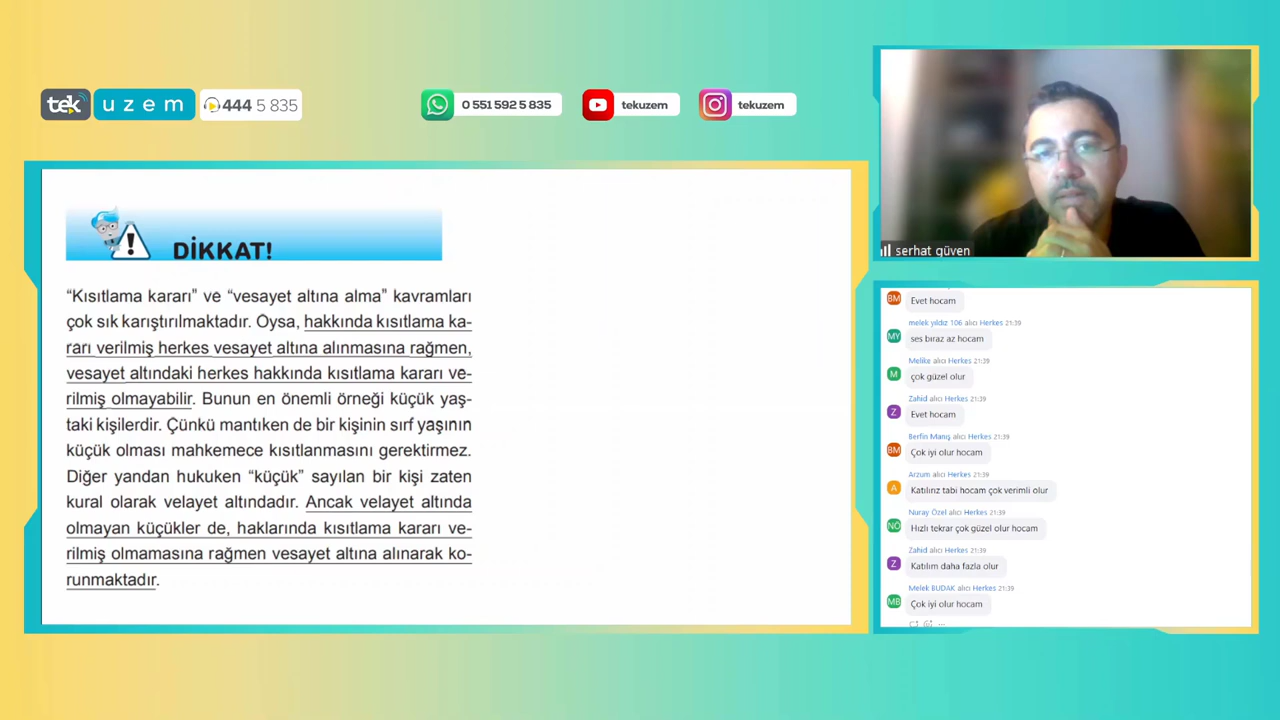 tek uzem 444 5 835
0 551 592 5 835
tekuzem
tekuzem
DİKKAT!
“Kısıtlama kararı” ve “vesayet altına alma” kavramları
çok sık karıştırılmaktadır. Oysa, hakkında kısıtlama ka-
rarı verilmiş herkes vesayet altına alınmasına rağmen,
vesayet altındaki herkes hakkında kısıtlama kararı ve-
rilmiş olmayabilir. Bunun en önemli örneği küçük yaş-
taki kişilerdir. Çünkü mantıken de bir kişinin sırf yaşının
küçük olması mahkemece kısıtlanmasını gerektirmez.
Diğer yandan hukuken “küçük” sayılan bir kişi zaten
kural olarak velayet altındadır. Ancak velayet altında
olmayan küçükler de, haklarında kısıtlama kararı ve-
rilmiş olmamasına rağmen vesayet altına alınarak ko-
runmaktadır.
serhat güven
BM
Evet hocam
melek yıldız 106 alıcı Herkes 21:39
MY
ses bıraz az hocam
Melike alıcı Herkes 21:39
M
çok güzel olur
Zahid alıcı Herkes 21:39
Z
Evet hocam
Berfin Manış alıcı Herkes 21:39
BM
Çok iyi olur hocam
Arzum alıcı Herkes 21:39
A
Katılırız tabi hocam çok verimli olur
Nuray Özel alıcı Herkes 21:39
NÖ
Hızlı tekrar çok güzel olur hocam
Zahid alıcı Herkes 21:39
Z
Katılım daha fazla olur
Melek BUDAK alıcı Herkes 21:39
MB
Çok iyi olur hocam